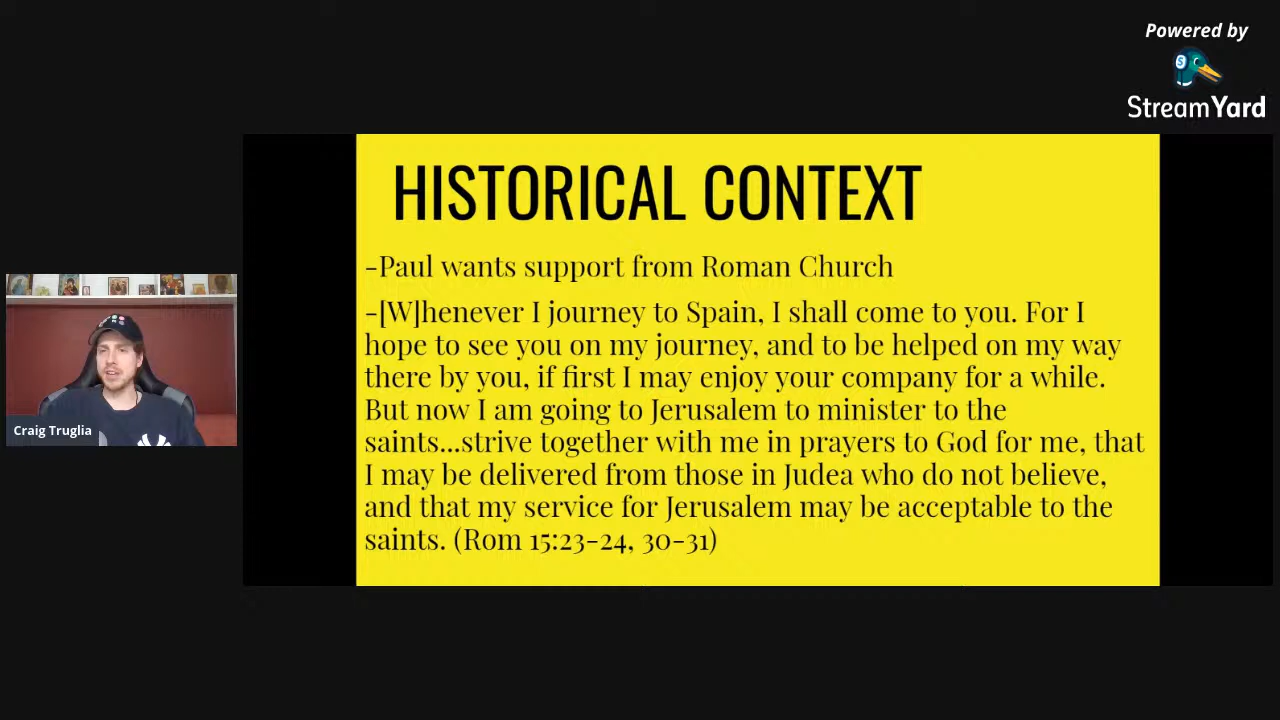 Powered by
StreamYard
HISTORICAL CONTEXT
-Paul wants support from Roman Church
-[W]henever I journey to Spain, I shall come to you. For I
hope to see you on my journey, and to be helped on my way
there by you, if first I may enjoy your company for a while.
But now I am going to Jerusalem to minister to the
saints...strive together with me in prayers to God for me, that
I may be delivered from those in Judea who do not believe,
and that my service for Jerusalem may be acceptable to the
saints. (Rom 15:23-24, 30-31)
Craig Truglia